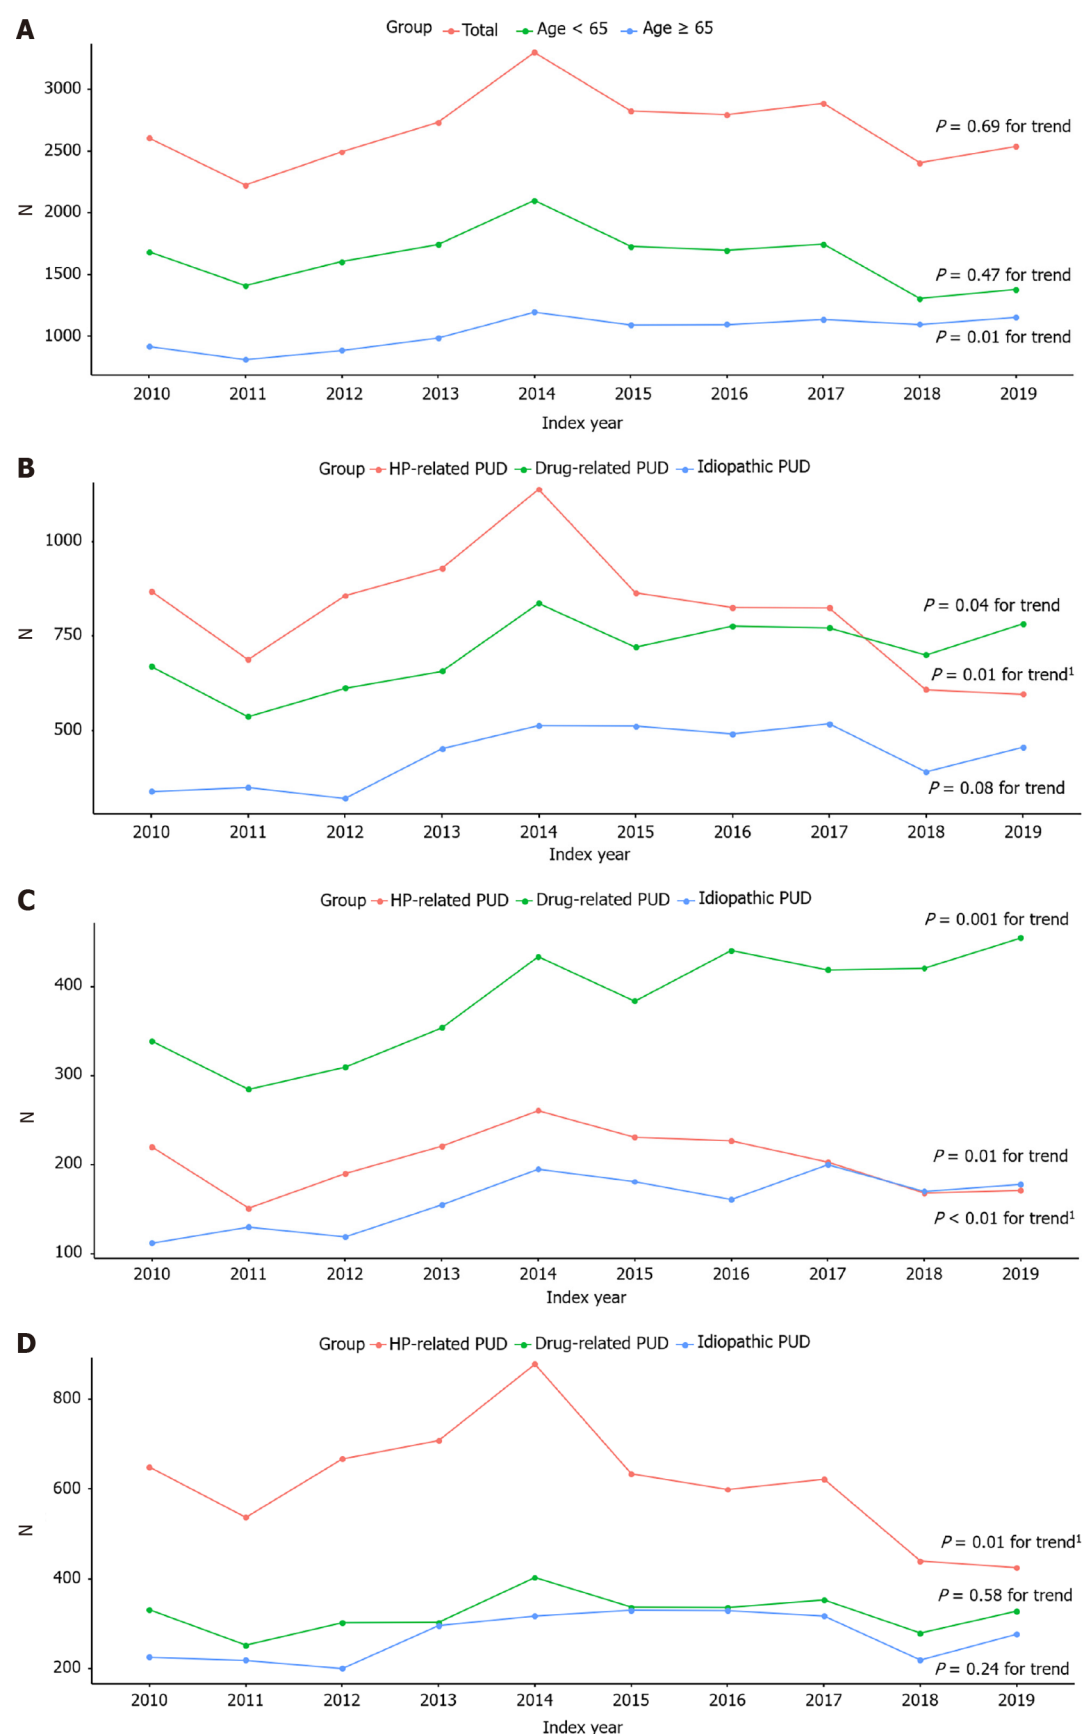 A
Group Total Age < 65 Age ≥ 65
3000
2500
2000
1500
1000
N
P = 0.69 for trend
P = 0.47 for trend
P = 0.01 for trend
2010 2011 2012 2013 2014 2015 2016 2017 2018 2019
Index year
B
Group HP-related PUD Drug-related PUD Idiopathic PUD
1000
750
500
N
P = 0.04 for trend
P = 0.01 for trend¹
P = 0.08 for trend
2010 2011 2012 2013 2014 2015 2016 2017 2018 2019
Index year
C
Group HP-related PUD Drug-related PUD Idiopathic PUD
400
300
200
100
N
P = 0.001 for trend
P = 0.01 for trend
P < 0.01 for trend¹
2010 2011 2012 2013 2014 2015 2016 2017 2018 2019
Index year
D
Group HP-related PUD Drug-related PUD Idiopathic PUD
800
600
400
200
N
P = 0.01 for trend¹
P = 0.58 for trend
P = 0.24 for trend
2010 2011 2012 2013 2014 2015 2016 2017 2018 2019
Index year